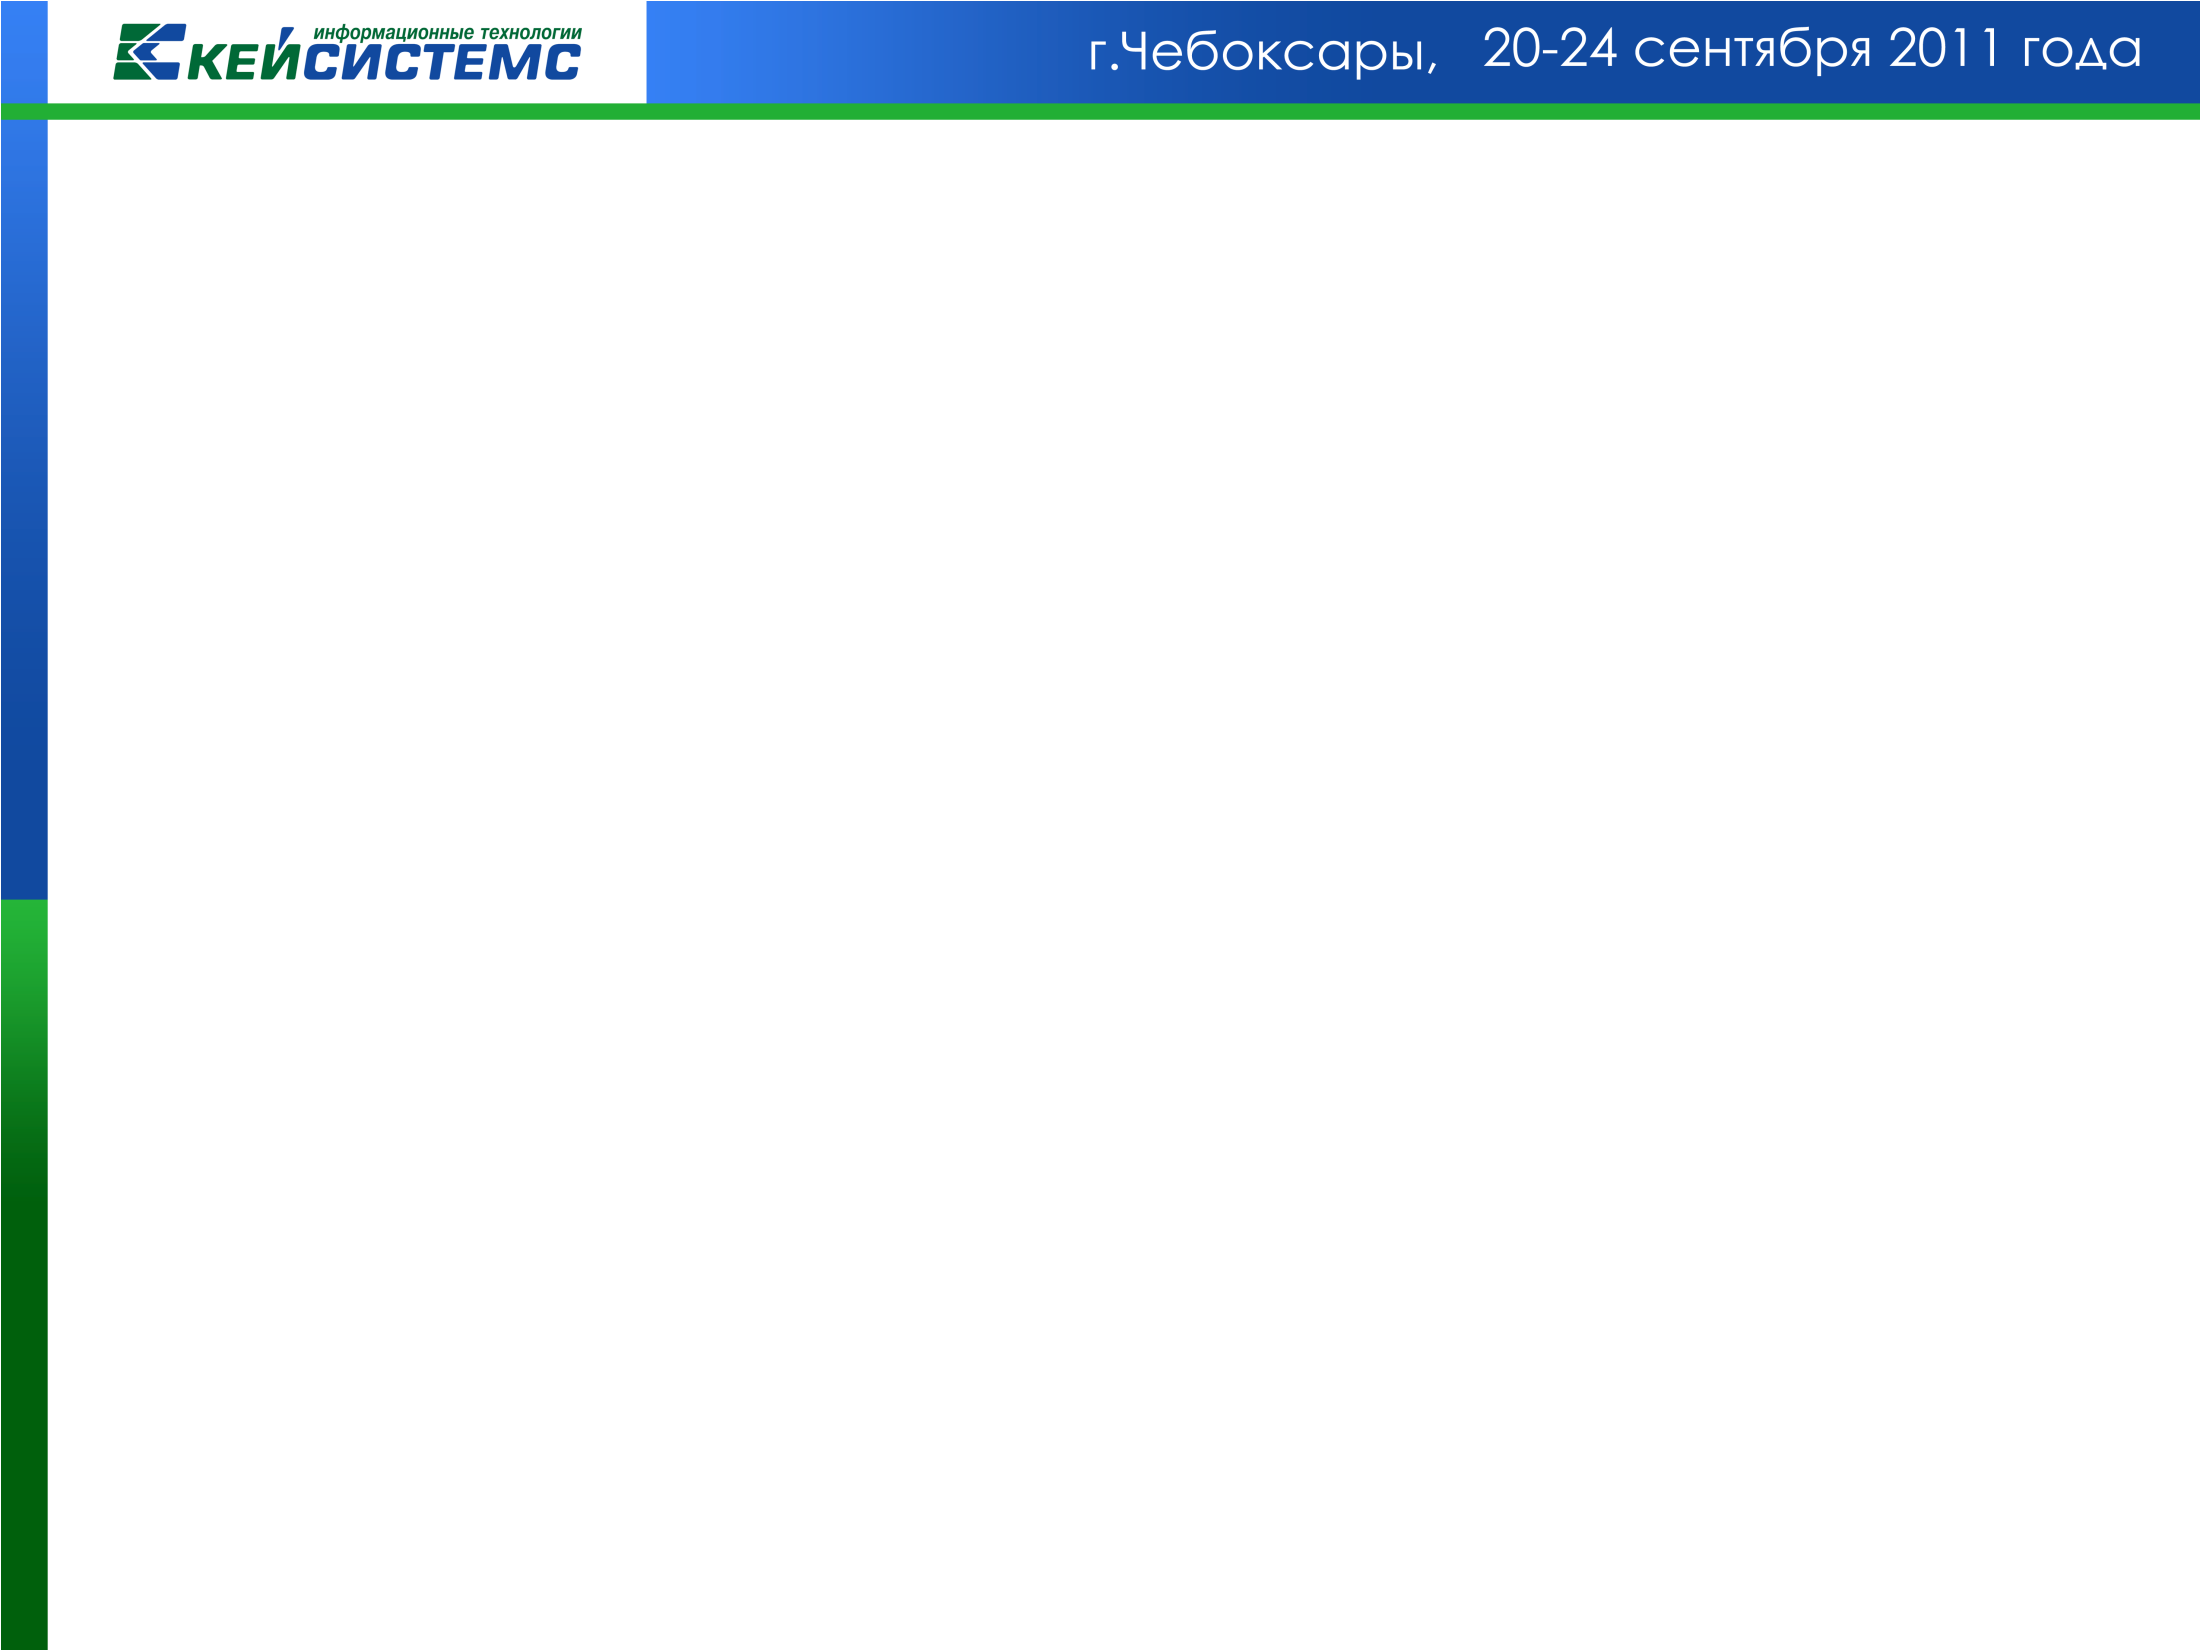 информационные технологии
КЕЙСИСТЕМС
г.Чебоксары, 20-24 сентября 2011 года